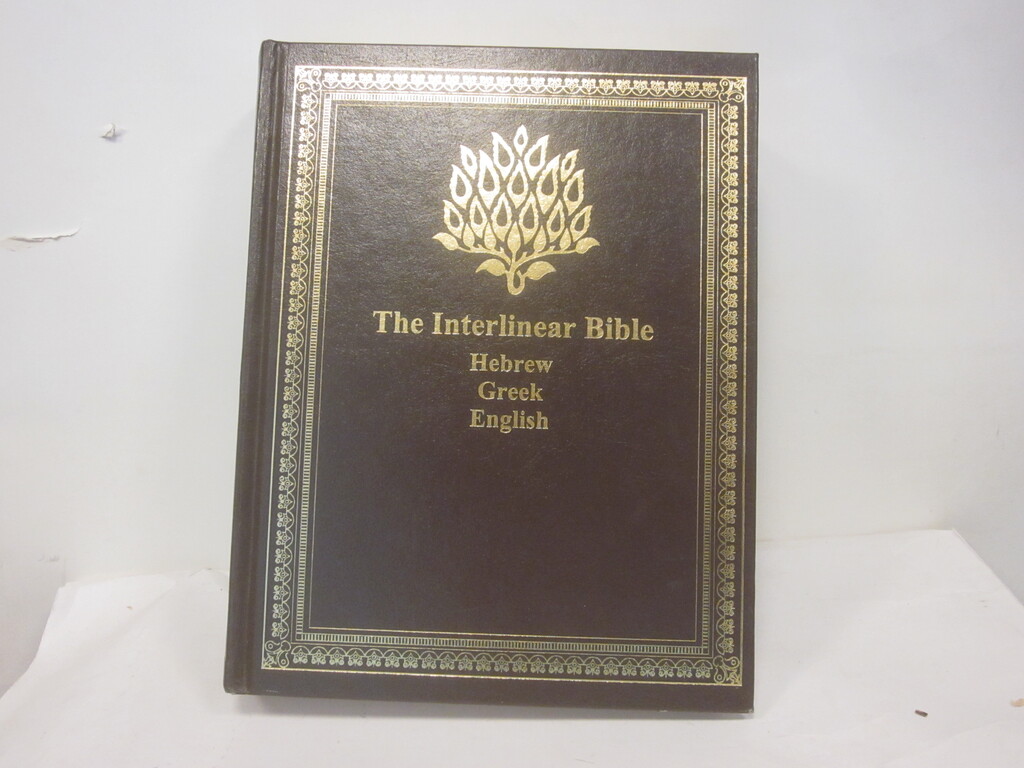 The Interlinear Bible
Hebrew
Greek
English